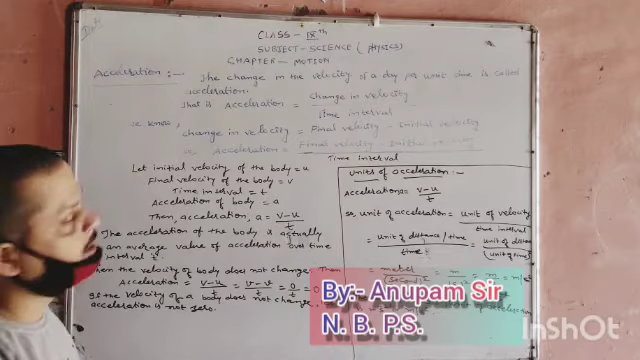 CLASS - IXth
SUBJECT - SCIENCE (PHYSICS)
CHAPTER - MOTION
Acceleration :-
The change in the velocity of a per unit time is called
acceleration.
That is Acceleration = Change in velocity
Time interval
change in velocity = Final velocity - Initial velocity
Acceleration = Final velocity - Initial velocity
Time interval
Let initial velocity of the body = u
Final velocity of the body = v
Time interval = t
Acceleration of body = a
Then, acceleration, a = v-u
t
The acceleration of the body is actually
an average value of acceleration over time
interval t.
When the velocity of body does not change. Then
Acceleration = v-u = v-v = 0 = 0
t t t
If the velocity of a body does not change,
acceleration is not zero.
units of acceleration :-
Acceleration = v-u
t
so, unit of acceleration = unit of velocity
time interval
= unit of distance / time
time
By:- Anupam Sir
N. B. P.S.
InShOt